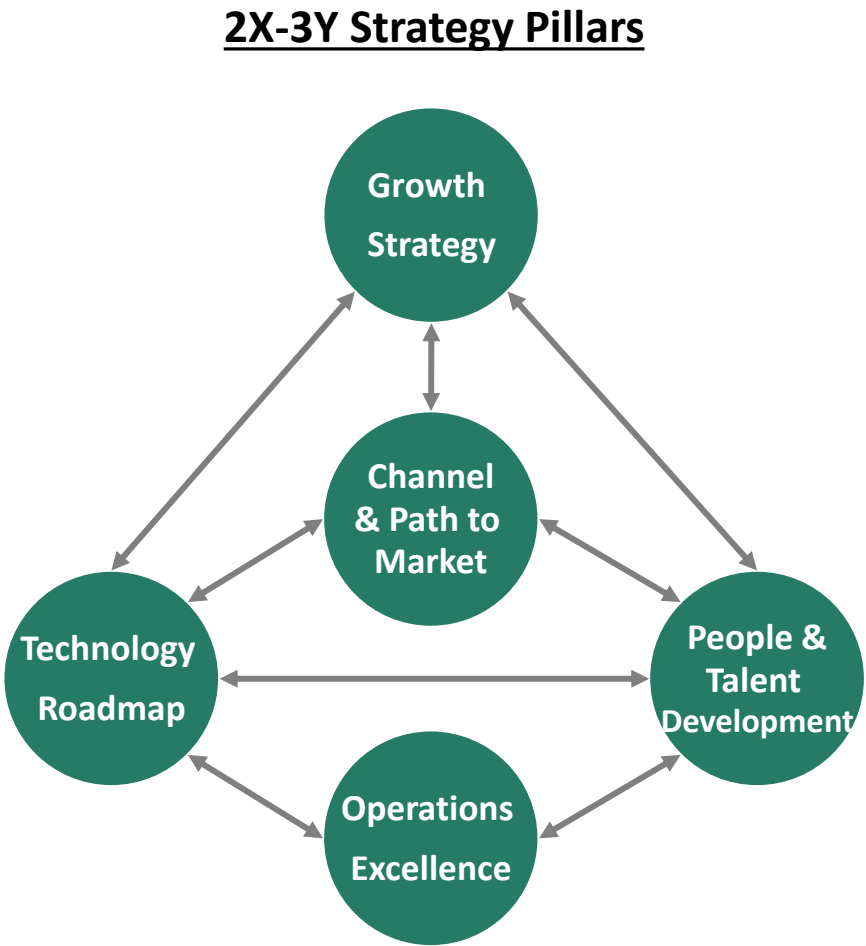 2X-3Y Strategy Pillars
Growth
Strategy
Channel
& Path to
Market
Technology
Roadmap
People &
Talent
Development
Operations
Excellence